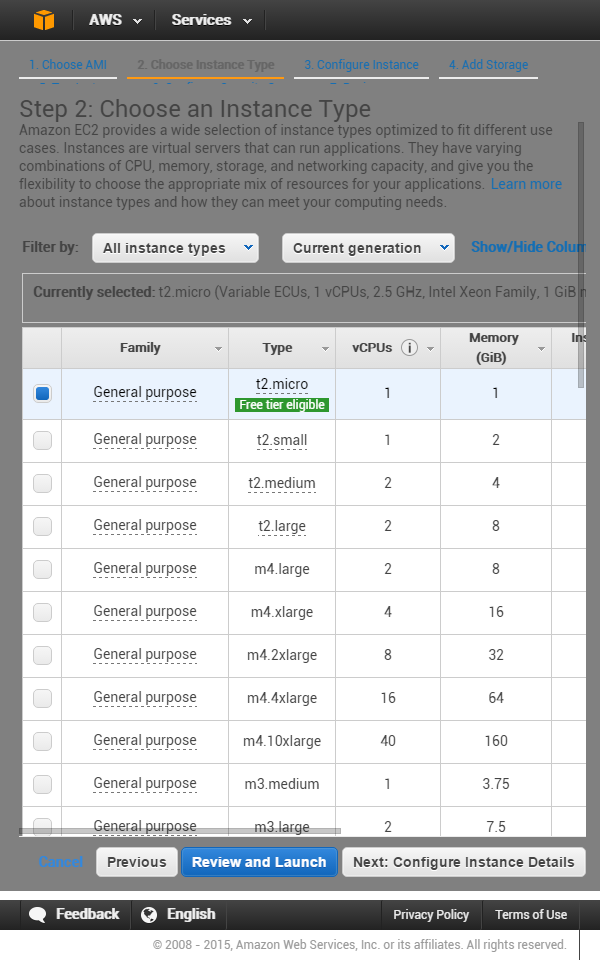 AWS Services
1. Choose AMI 2. Choose Instance Type 3. Configure Instance 4. Add Storage
Step 2: Choose an Instance Type
Amazon EC2 provides a wide selection of instance types optimized to fit different use
cases. Instances are virtual servers that can run applications. They have varying
combinations of CPU, memory, storage, and networking capacity, and give you the
flexibility to choose the appropriate mix of resources for your applications. Learn more
about instance types and how they can meet your computing needs.
Filter by: All instance types Current generation Show/Hide Colum
Currently selected: t2.micro (Variable ECUs, 1 vCPUs, 2.5 GHz, Intel Xeon Family, 1 GiB m
Family Type vCPUs i Memory (GiB) Ins
General purpose t2.micro 1 1
Free tier eligible
General purpose t2.small 1 2
General purpose t2.medium 2 4
General purpose t2.large 2 8
General purpose m4.large 2 8
General purpose m4.xlarge 4 16
General purpose m4.2xlarge 8 32
General purpose m4.4xlarge 16 64
General purpose m4.10xlarge 40 160
General purpose m3.medium 1 3.75
General purpose m3.large 2 7.5
Cancel Previous Review and Launch Next: Configure Instance Details
Feedback English Privacy Policy Terms of Use
© 2008 - 2015, Amazon Web Services, Inc. or its affiliates. All rights reserved.